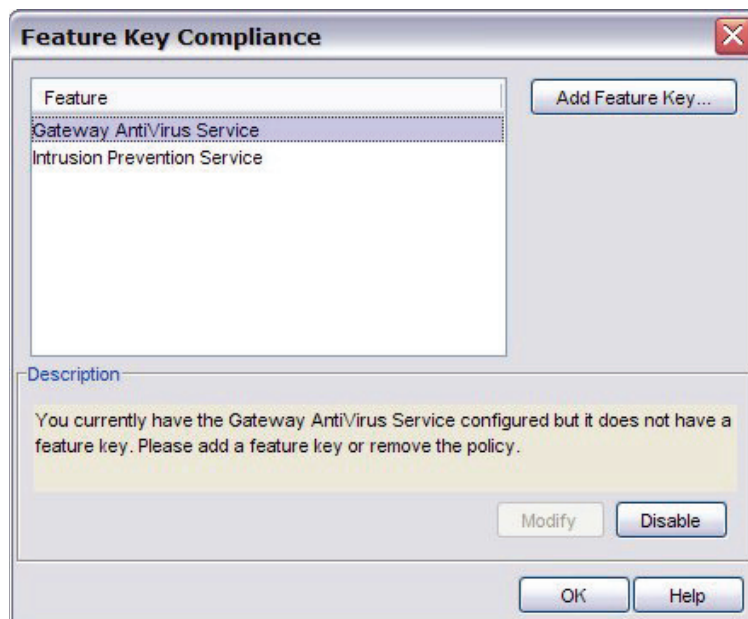 Feature Key Compliance
Feature
Add Feature Key...
Gateway AntiVirus Service
Intrusion Prevention Service
Description
You currently have the Gateway AntiVirus Service configured but it does not have a
feature key. Please add a feature key or remove the policy.
Modify
Disable
OK
Help